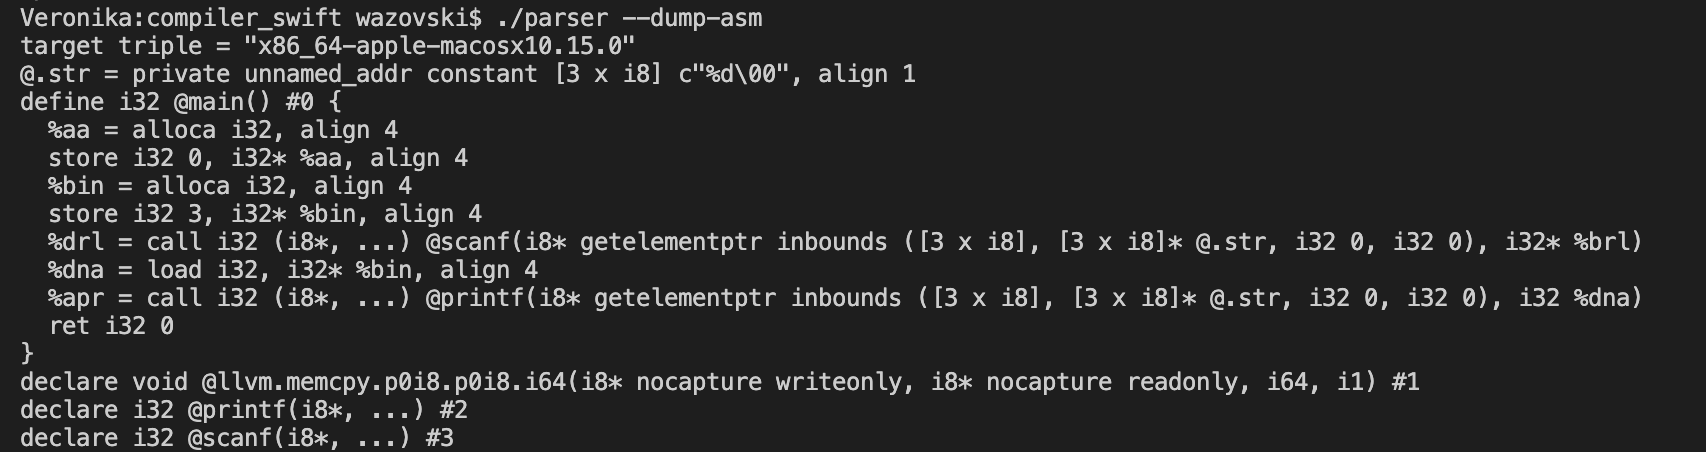 Veronika:compiler_swift wazovski$ ./parser --dump-asm
target triple = "x86_64-apple-macosx10.15.0"
@.str = private unnamed_addr constant [3 x i8] c"%d\00", align 1
define i32 @main() #0 {
  %aa = alloca i32, align 4
  store i32 0, i32* %aa, align 4
  %bin = alloca i32, align 4
  store i32 3, i32* %bin, align 4
  %drl = call i32 (i8*, ...) @scanf(i8* getelementptr inbounds ([3 x i8], [3 x i8]* @.str, i32 0, i32 0), i32* %brl)
  %dna = load i32, i32* %bin, align 4
  %apr = call i32 (i8*, ...) @printf(i8* getelementptr inbounds ([3 x i8], [3 x i8]* @.str, i32 0, i32 0), i32 %dna)
  ret i32 0
}
declare void @llvm.memcpy.p0i8.p0i8.i64(i8* nocapture writeonly, i8* nocapture readonly, i64, i1) #1
declare i32 @printf(i8*, ...) #2
declare i32 @scanf(i8*, ...) #3